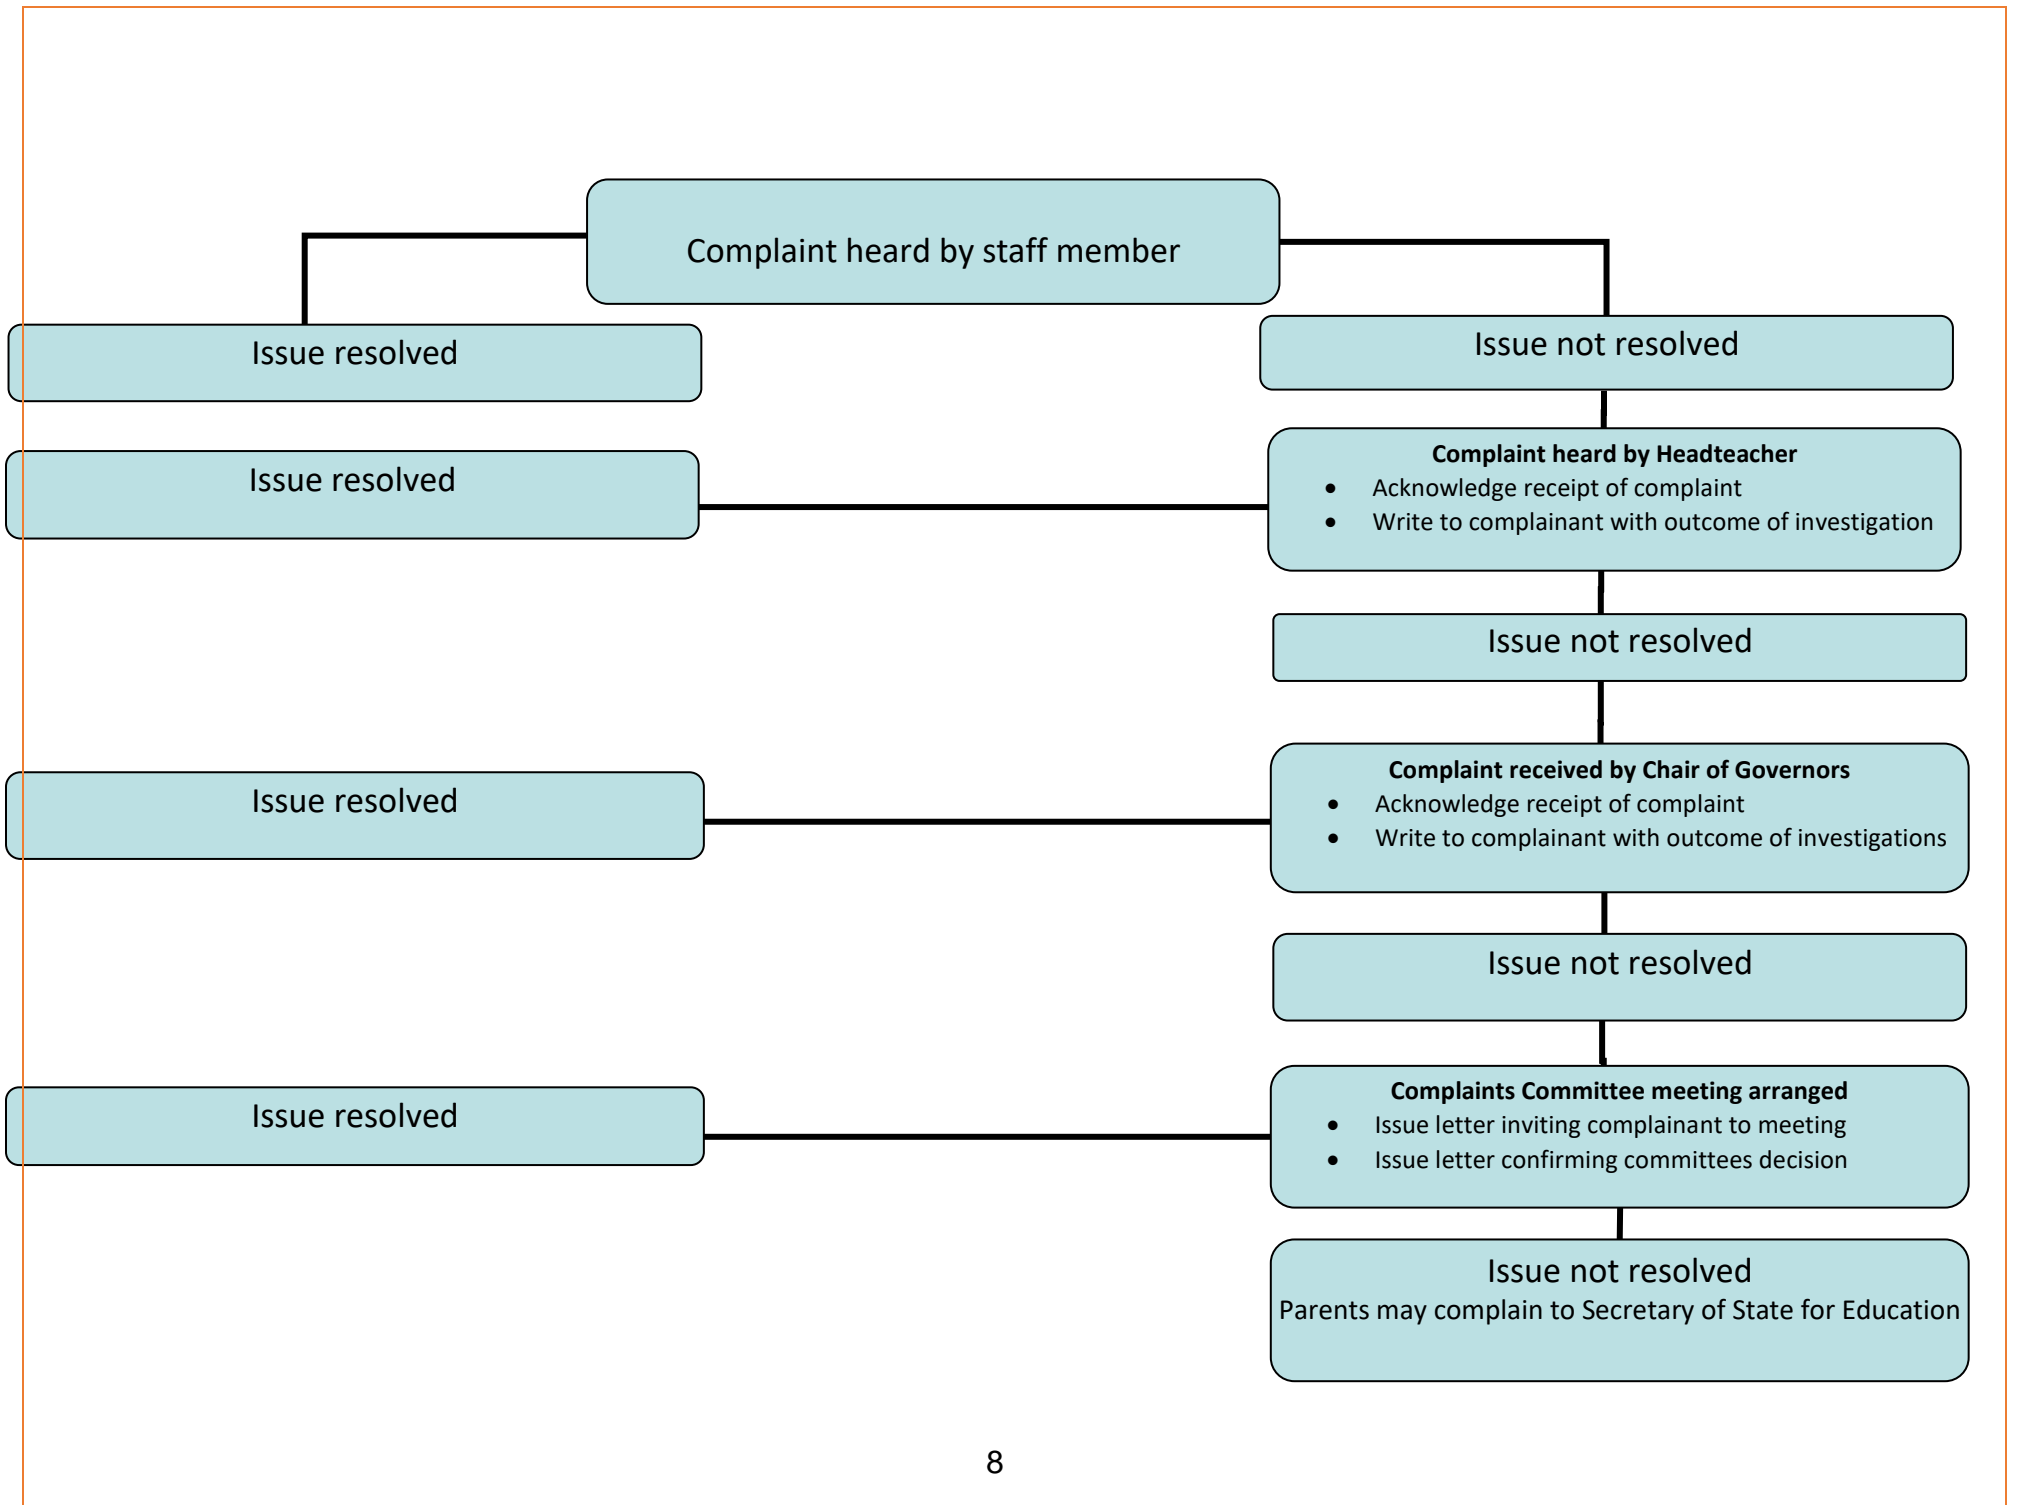 Complaint heard by staff member
Issue resolved
Issue not resolved
Issue resolved
Complaint heard by Headteacher
• Acknowledge receipt of complaint
• Write to complainant with outcome of investigation
Issue not resolved
Issue resolved
Complaint received by Chair of Governors
• Acknowledge receipt of complaint
• Write to complainant with outcome of investigations
Issue not resolved
Issue resolved
Complaints Committee meeting arranged
• Issue letter inviting complainant to meeting
• Issue letter confirming committees decision
Issue not resolved
Parents may complain to Secretary of State for Education
8